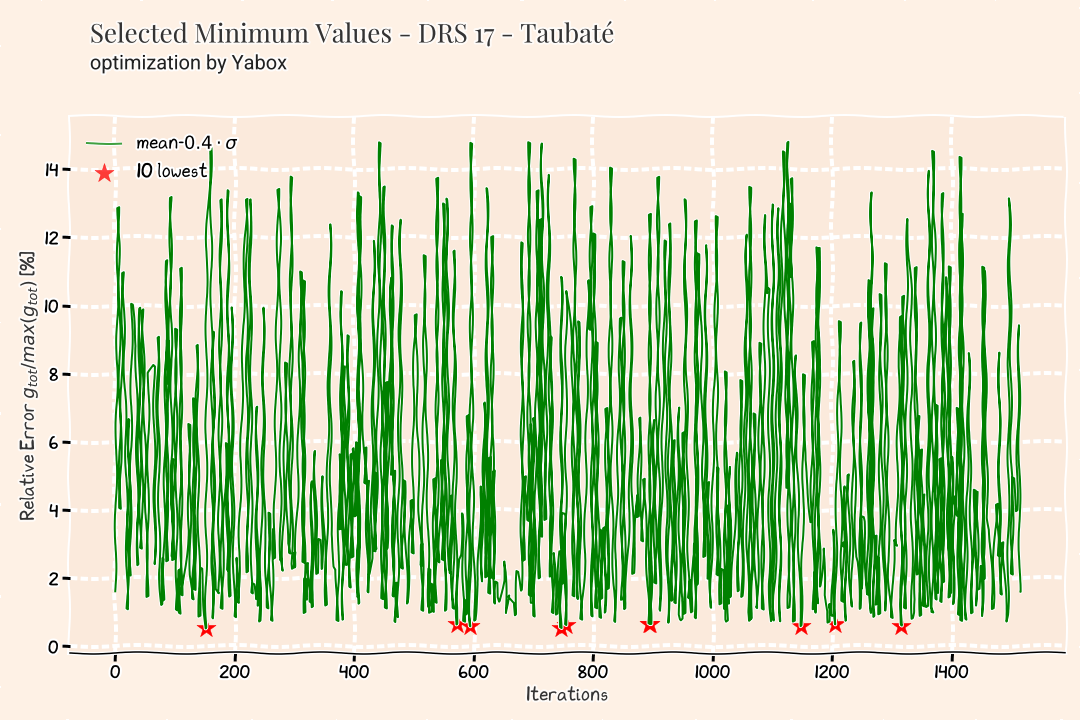 Selected Minimum Values - DRS 17 - Taubaté
optimization by Yabox
mean-0.4 · σ
10 lowest
Relative Error g_tot/max(g_tot) [%]
14
12
10
8
6
4
2
0
0 200 400 600 800 1000 1200 1400
Iterations